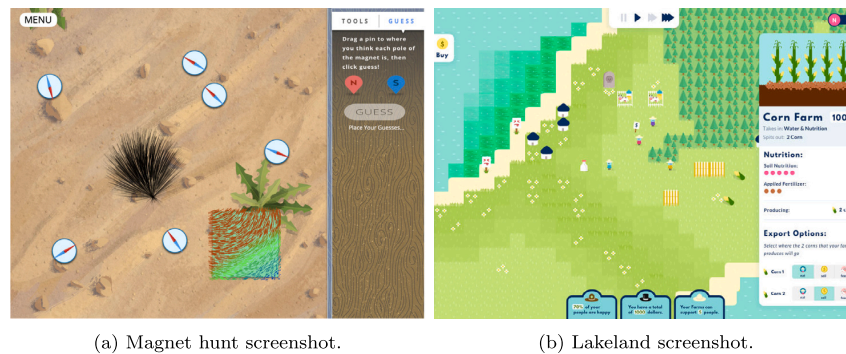 MENU
TOOLS GUESS
Drag a pin to where
you think each pole of
the magnet is, then
click guess!
N S
GUESS
Place Your Guesses...
$
Buy
N
Corn Farm 100
Takes in: Water & Nutrition
Spits out: 2 Corn
Nutrition:
Soil Nutrition:
Applied Fertilizer:
Producing:
Export Options:
Select where the 2 corns that your farm
produces will go
Corn 1
Corn 2
70% of your
people are happy
You have a total
of 1000 dollars.
Your Farms can
support people
(a) Magnet hunt screenshot.
(b) Lakeland screenshot.